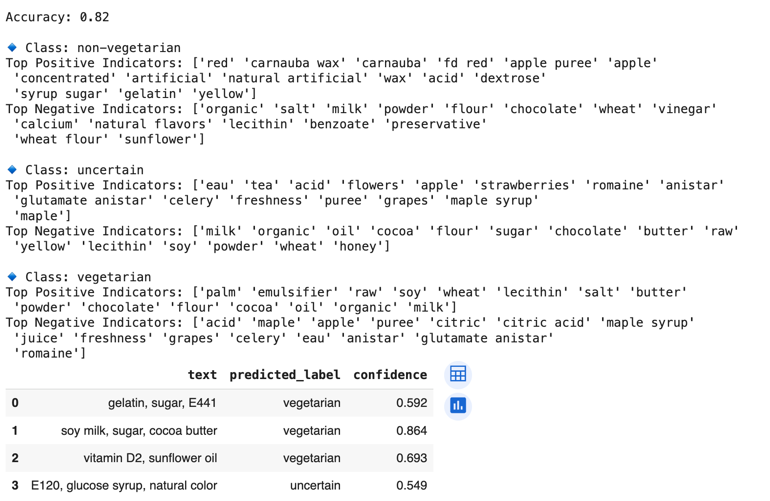 Accuracy: 0.82
Class: non-vegetarian
Top Positive Indicators: ['red' 'carnauba wax' 'carnauba' 'fd red' 'apple puree' 'apple'
'concentrated' 'artificial' 'natural artificial' 'wax' 'acid' 'dextrose'
'syrup sugar' 'gelatin' 'yellow']
Top Negative Indicators: ['organic' 'salt' 'milk' 'powder' 'flour' 'chocolate' 'wheat' 'vinegar'
'calcium' 'natural flavors' 'lecithin' 'benzoate' 'preservative'
'wheat flour' 'sunflower']
Class: uncertain
Top Positive Indicators: ['eau' 'tea' 'acid' 'flowers' 'apple' 'strawberries' 'romaine' 'anistar'
'glutamate anistar' 'celery' 'freshness' 'puree' 'grapes' 'maple syrup'
'maple']
Top Negative Indicators: ['milk' 'organic' 'oil' 'cocoa' 'flour' 'sugar' 'chocolate' 'butter' 'raw'
'yellow' 'lecithin' 'soy' 'powder' 'wheat' 'honey']
Class: vegetarian
Top Positive Indicators: ['palm' 'emulsifier' 'raw' 'soy' 'wheat' 'lecithin' 'salt' 'butter'
'powder' 'chocolate' 'flour' 'cocoa' 'oil' 'organic' 'milk']
Top Negative Indicators: ['acid' 'maple' 'apple' 'puree' 'citric' 'citric acid' 'maple syrup'
'juice' 'freshness' 'grapes' 'celery' 'eau' 'anistar' 'glutamate anistar'
'romaine']
text predicted_label confidence
0 gelatin, sugar, E441 vegetarian 0.592
1 soy milk, sugar, cocoa butter vegetarian 0.864
2 vitamin D2, sunflower oil vegetarian 0.693
3 E120, glucose syrup, natural color uncertain 0.549